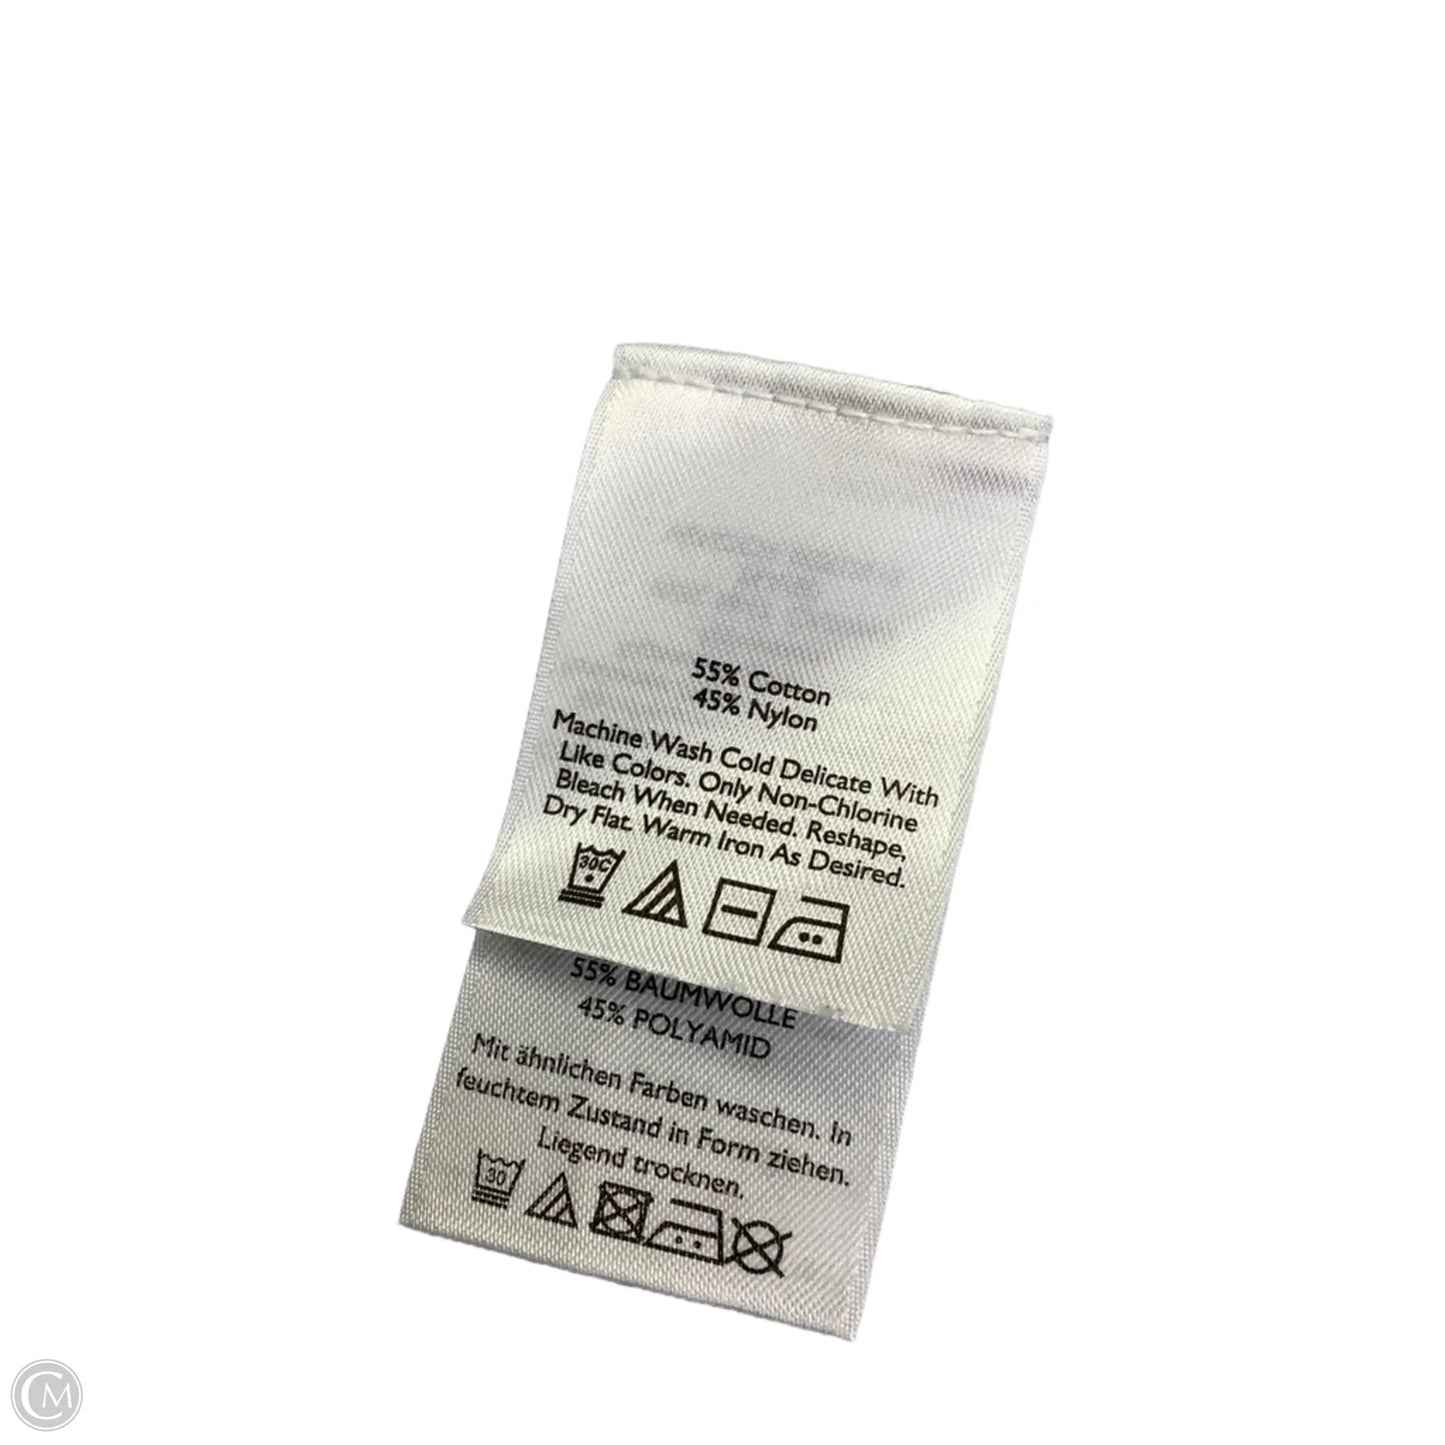 55% Cotton
45% Nylon
Machine Wash Cold Delicate With
Like Colors. Only Non-Chlorine
Bleach When Needed. Reshape,
Dry Flat. Warm Iron As Desired.
30C
55% BAUMWOLLE
45% POLYAMID
Mit ähnlichen Farben waschen. In
feuchtem Zustand in Form ziehen.
Liegend trocknen.
30
CM